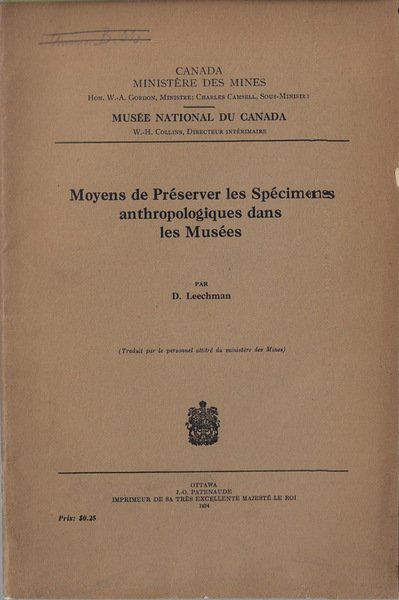 CANADA
MINISTÈRE DES MINES
HON. W.-A. GORDON, MINISTRE; CHARLES CAMSELL, SOUS-MINISTRE
MUSÉE NATIONAL DU CANADA
W.-H. COLLINS, DIRECTEUR INTÉRIMAIRE
Moyens de Préserver les Spécimens
anthropologiques dans
les Musées
PAR
D. Leechman
(Traduit par le personnel attitré du ministère des Mines)
OTTAWA
J.-O. PATENAUDE
IMPRIMEUR DE SA TRÈS EXCELLENTE MAJESTÉ LE ROI
1934
Prix: $0.25